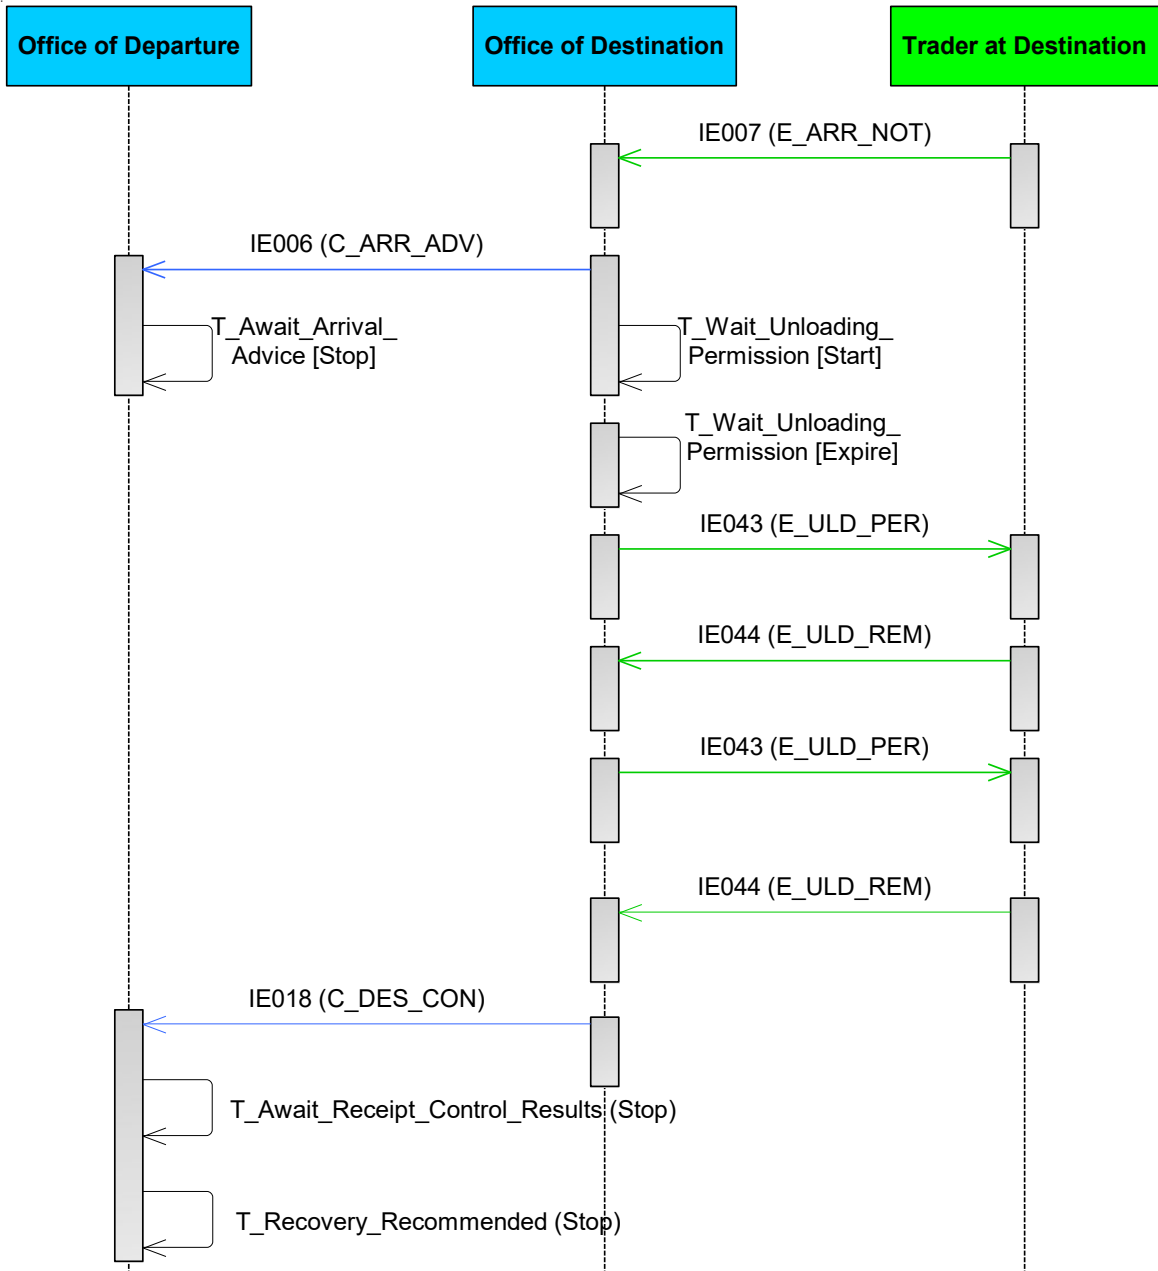 Office of Departure
Office of Destination
Trader at Destination
IE007 (E_ARR_NOT)
IE006 (C_ARR_ADV)
T_Await_Arrival_
Advice [Stop]
T_Wait_Unloading_
Permission [Start]
T_Wait_Unloading_
Permission [Expire]
IE043 (E_ULD_PER)
IE044 (E_ULD_REM)
IE043 (E_ULD_PER)
IE044 (E_ULD_REM)
IE018 (C_DES_CON)
T_Await_Receipt_Control_Results (Stop)
T_Recovery_Recommended (Stop)